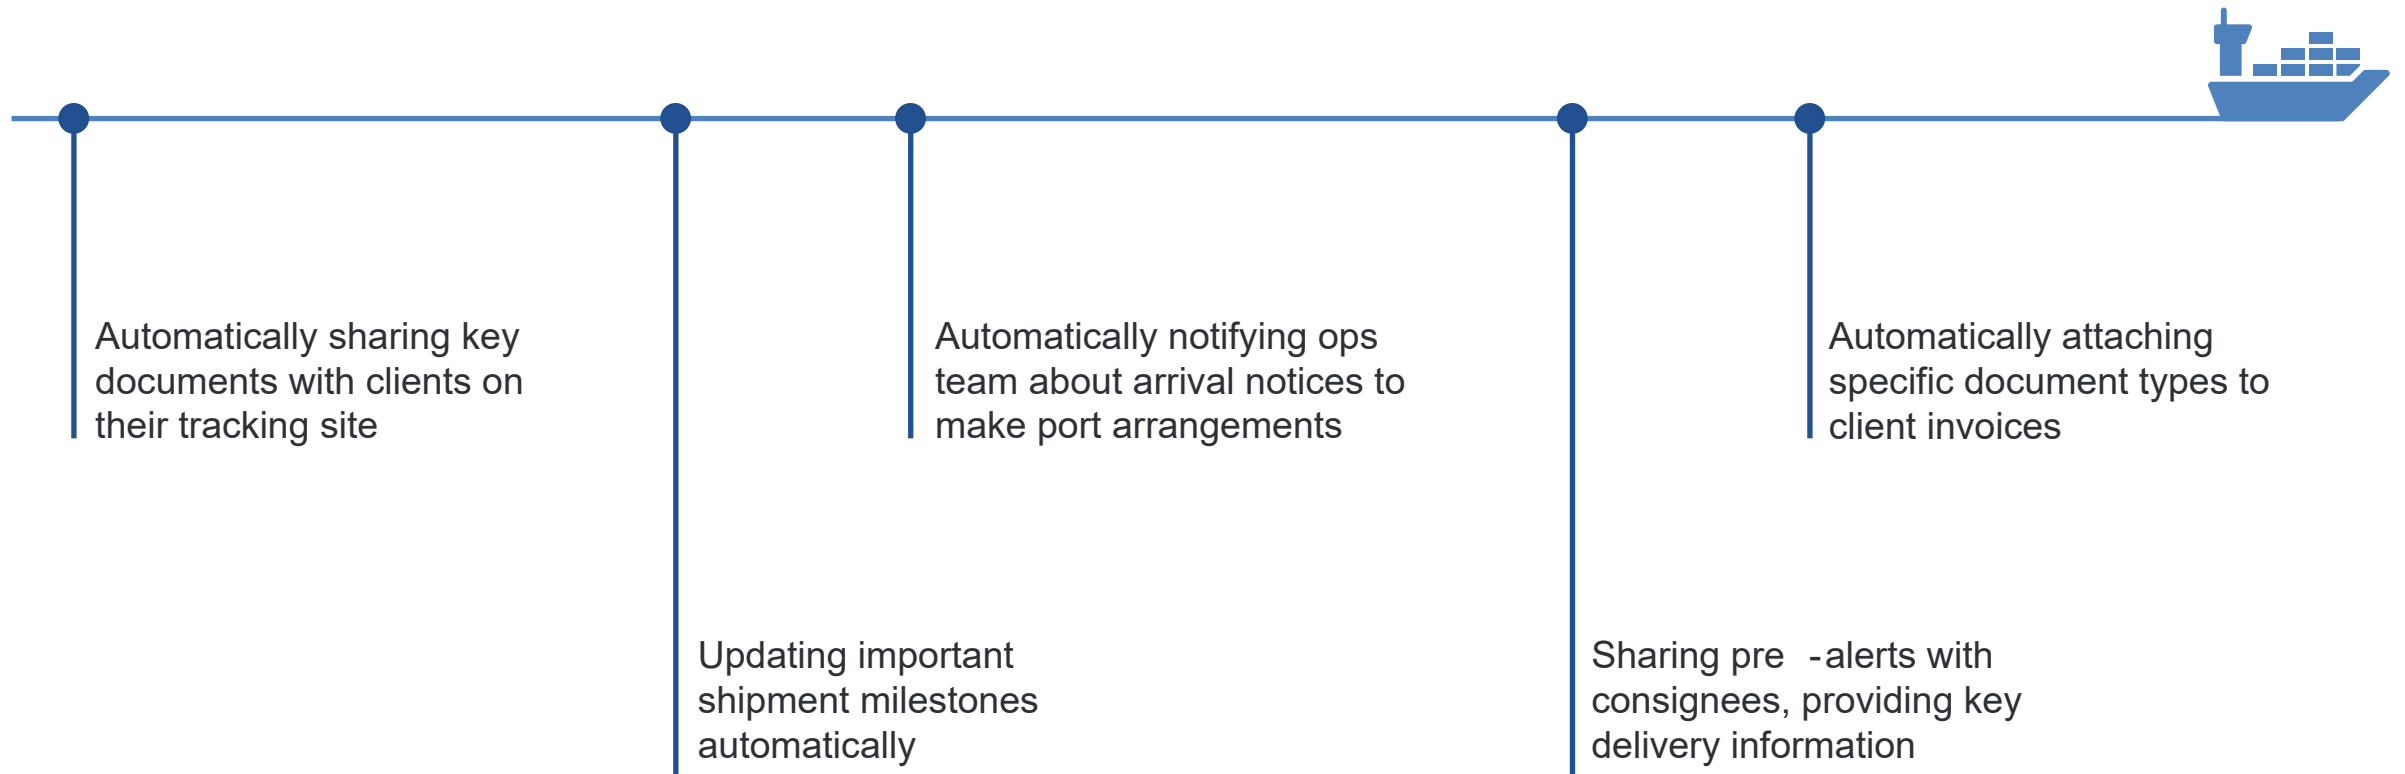 Automatically sharing key
documents with clients on
their tracking site
Updating important
shipment milestones
automatically
Automatically notifying ops
team about arrival notices to
make port arrangements
Sharing pre -alerts with
consignees, providing key
delivery information
Automatically attaching
specific document types to
client invoices